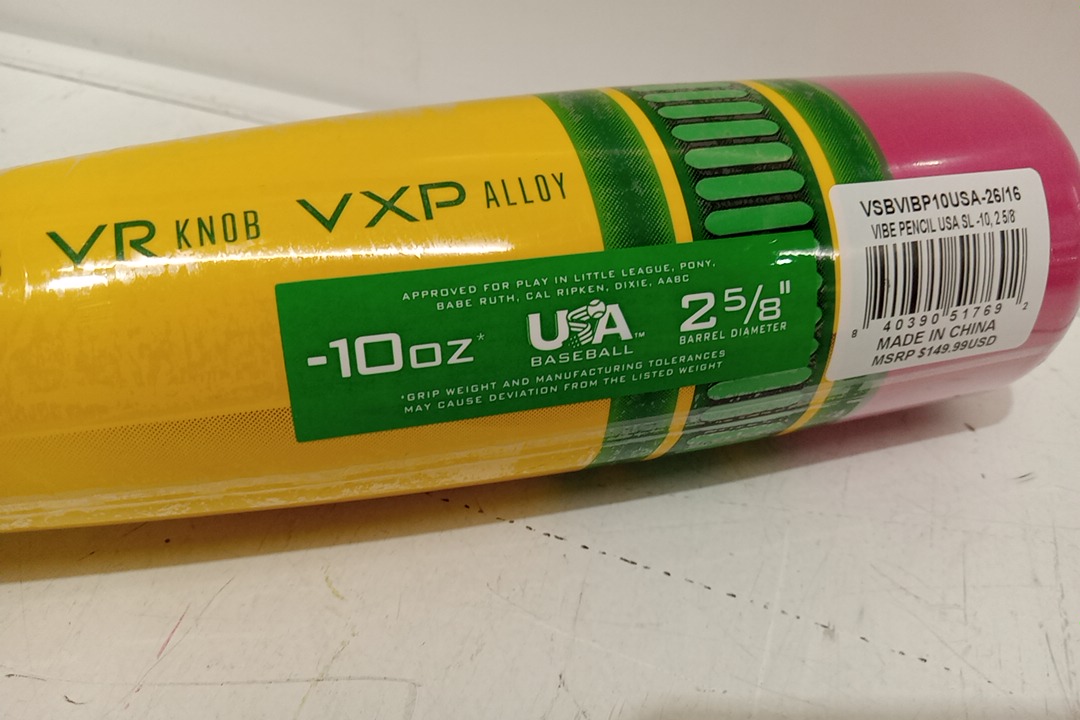 VR KNOB VXP ALLOY
APPROVED FOR PLAY IN LITTLE LEAGUE, PONY,
BABE RUTH, CAL RIPKEN, DIXIE, AABC
-10oz*
USA™
BASEBALL
2 5/8"
BARREL DIAMETER
*GRIP WEIGHT AND MANUFACTURING TOLERANCES
MAY CAUSE DEVIATION FROM THE LISTED WEIGHT
VSBVIBP10USA-26/16
VIBE PENCIL USA SL -10, 2 5/8
8 40390 51769 2
MADE IN CHINA
MSRP $149.99USD